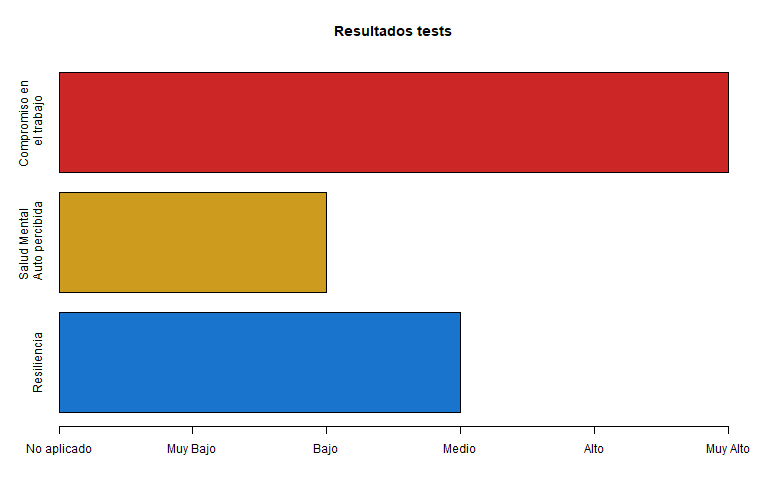 Resultados tests
Compromiso en
el trabajo
Salud Mental
Auto percibida
Resiliencia
No aplicado
Muy Bajo
Bajo
Medio
Alto
Muy Alto